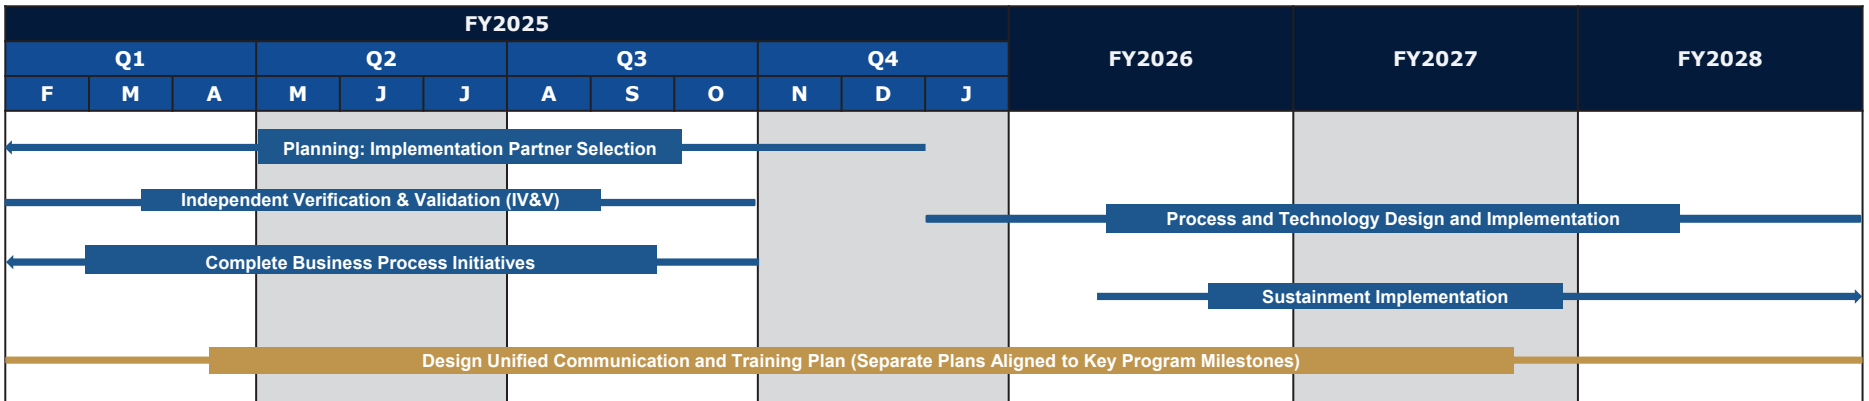 FY2025
FY2026
FY2027
FY2028
Q1
Q2
Q3
Q4
F
M
A
M
J
J
A
S
O
N
D
J
Planning: Implementation Partner Selection
Independent Verification & Validation (IV&V)
Process and Technology Design and Implementation
Complete Business Process Initiatives
Sustainment Implementation
Design Unified Communication and Training Plan (Separate Plans Aligned to Key Program Milestones)